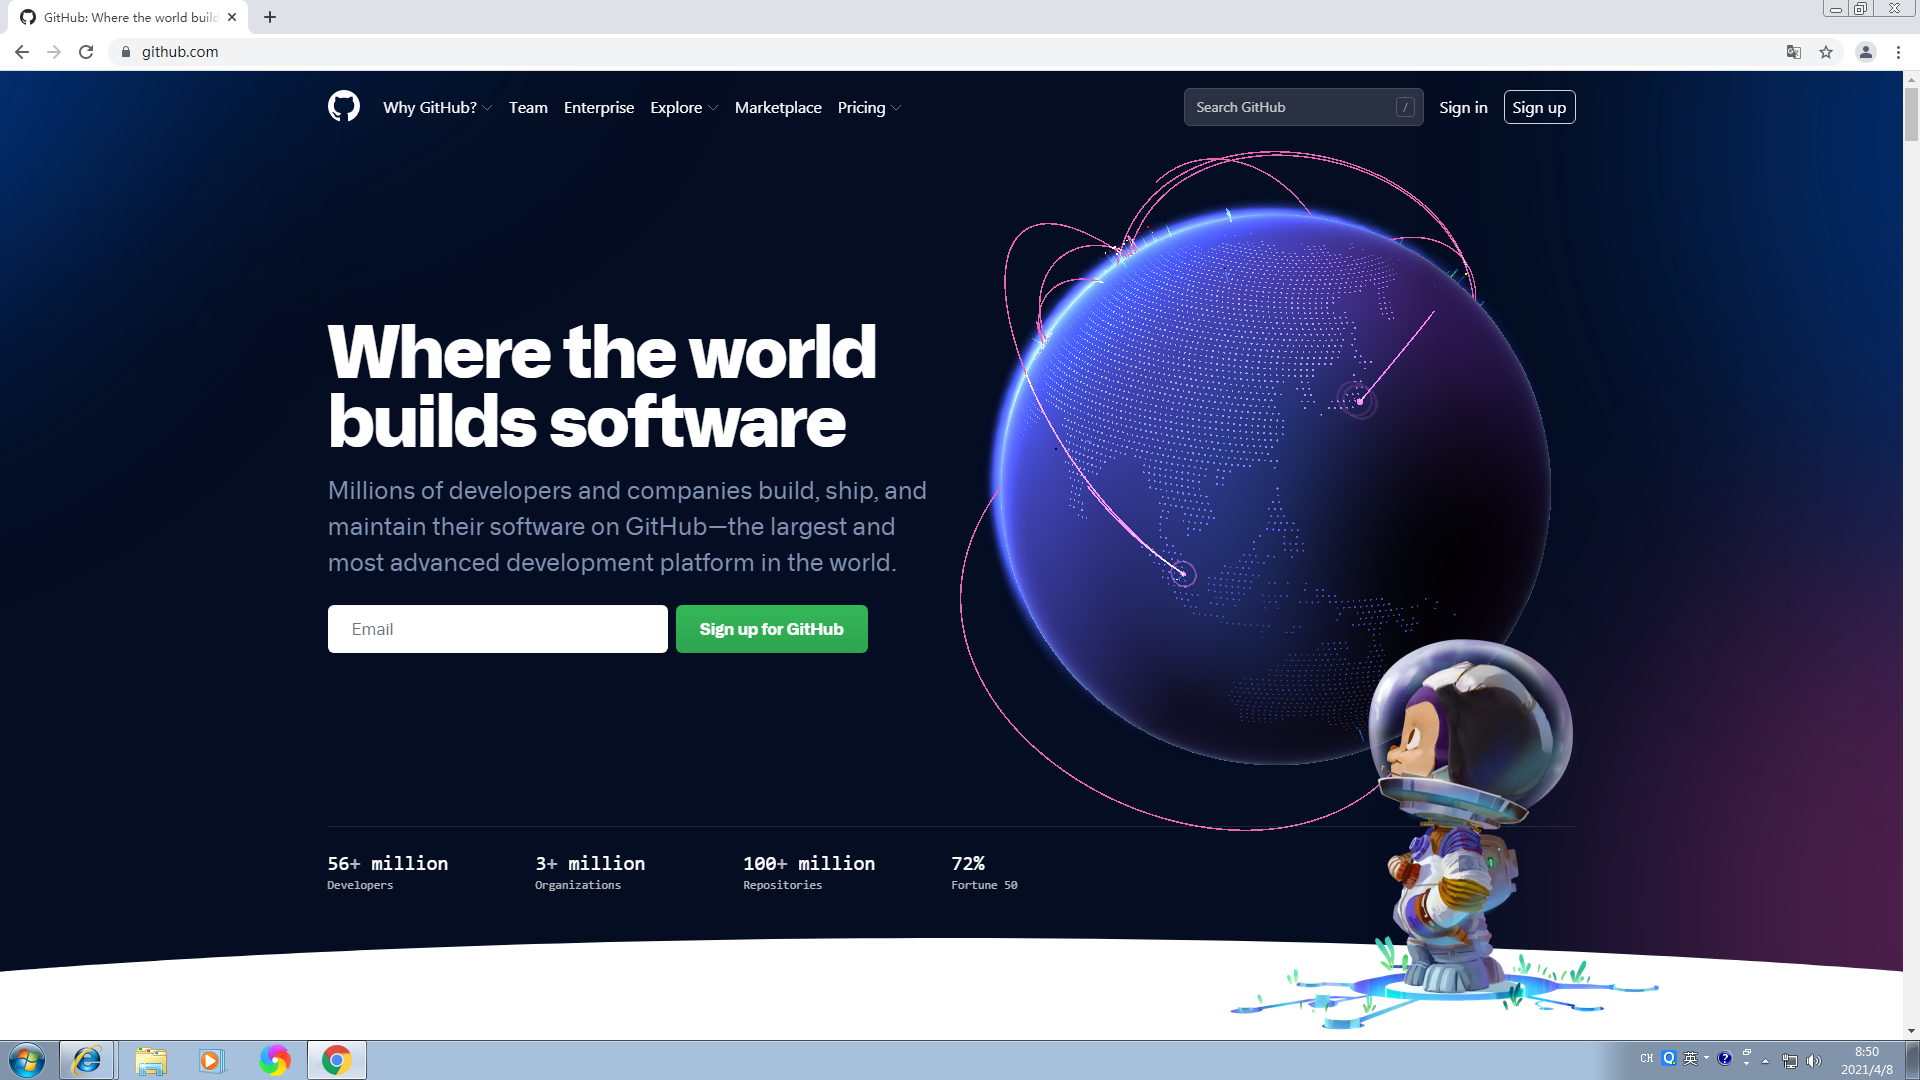 GitHub: Where the world build
github.com
Why GitHub?
Team
Enterprise
Explore
Marketplace
Pricing
Search GitHub
/
Sign in
Sign up
Where the world
builds software
Millions of developers and companies build, ship, and
maintain their software on GitHub—the largest and
most advanced development platform in the world.
Email
Sign up for GitHub
56+ million
Developers
3+ million
Organizations
100+ million
Repositories
72%
Fortune 50
CH
英
8:50
2021/4/8